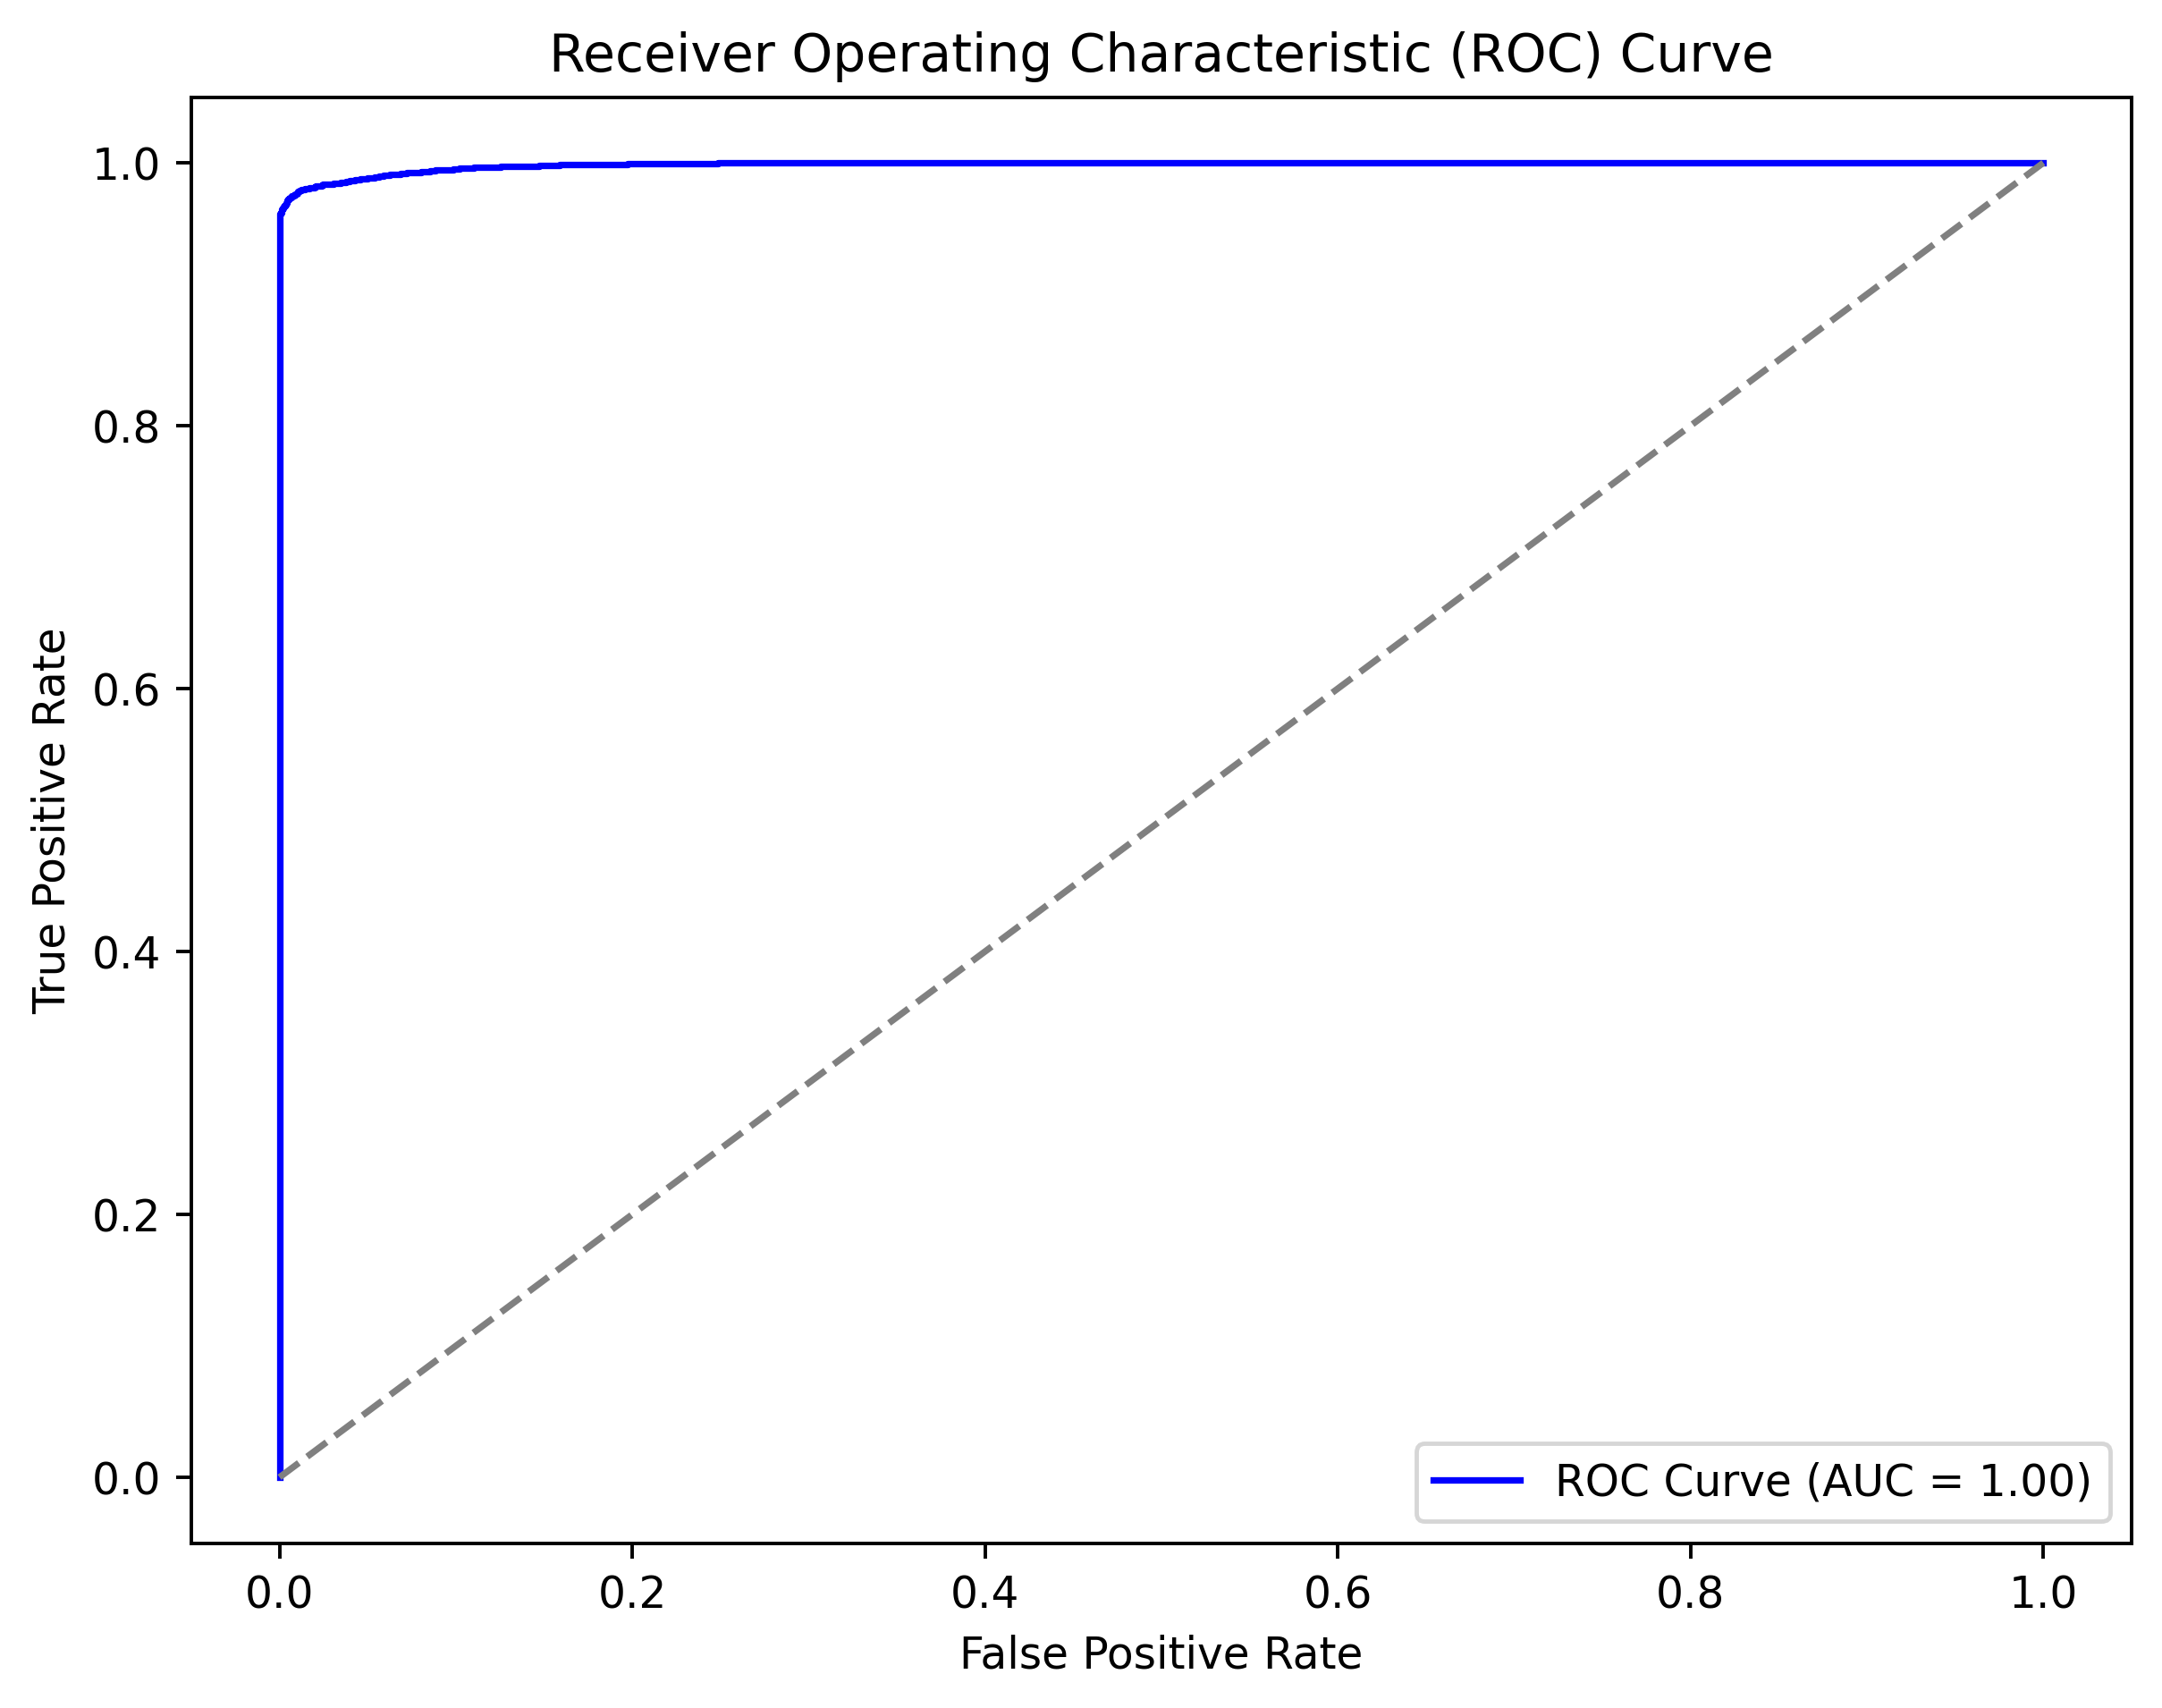 Receiver Operating Characteristic (ROC) Curve
True Positive Rate
1.0
0.8
0.6
0.4
0.2
0.0
ROC Curve (AUC = 1.00)
0.0 0.2 0.4 0.6 0.8 1.0
False Positive Rate